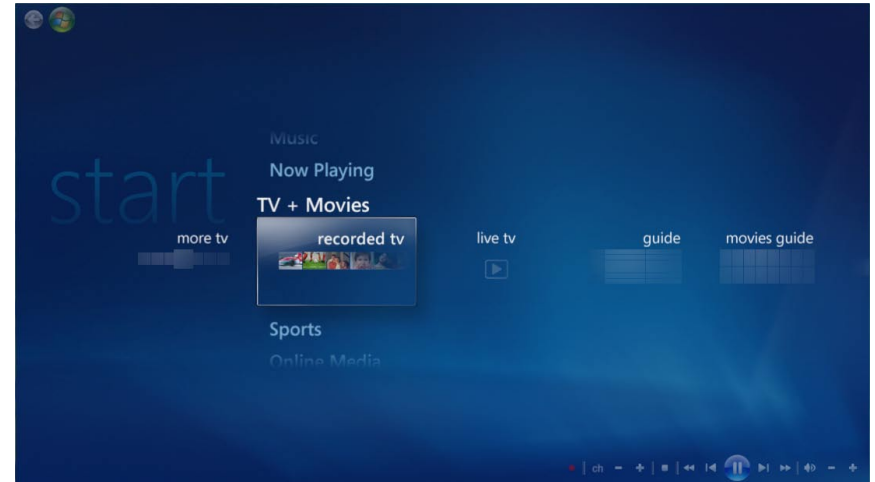 Music
Now Playing
start
TV + Movies
more tv
recorded tv
live tv
guide
movies guide
Sports
Online Media
ch